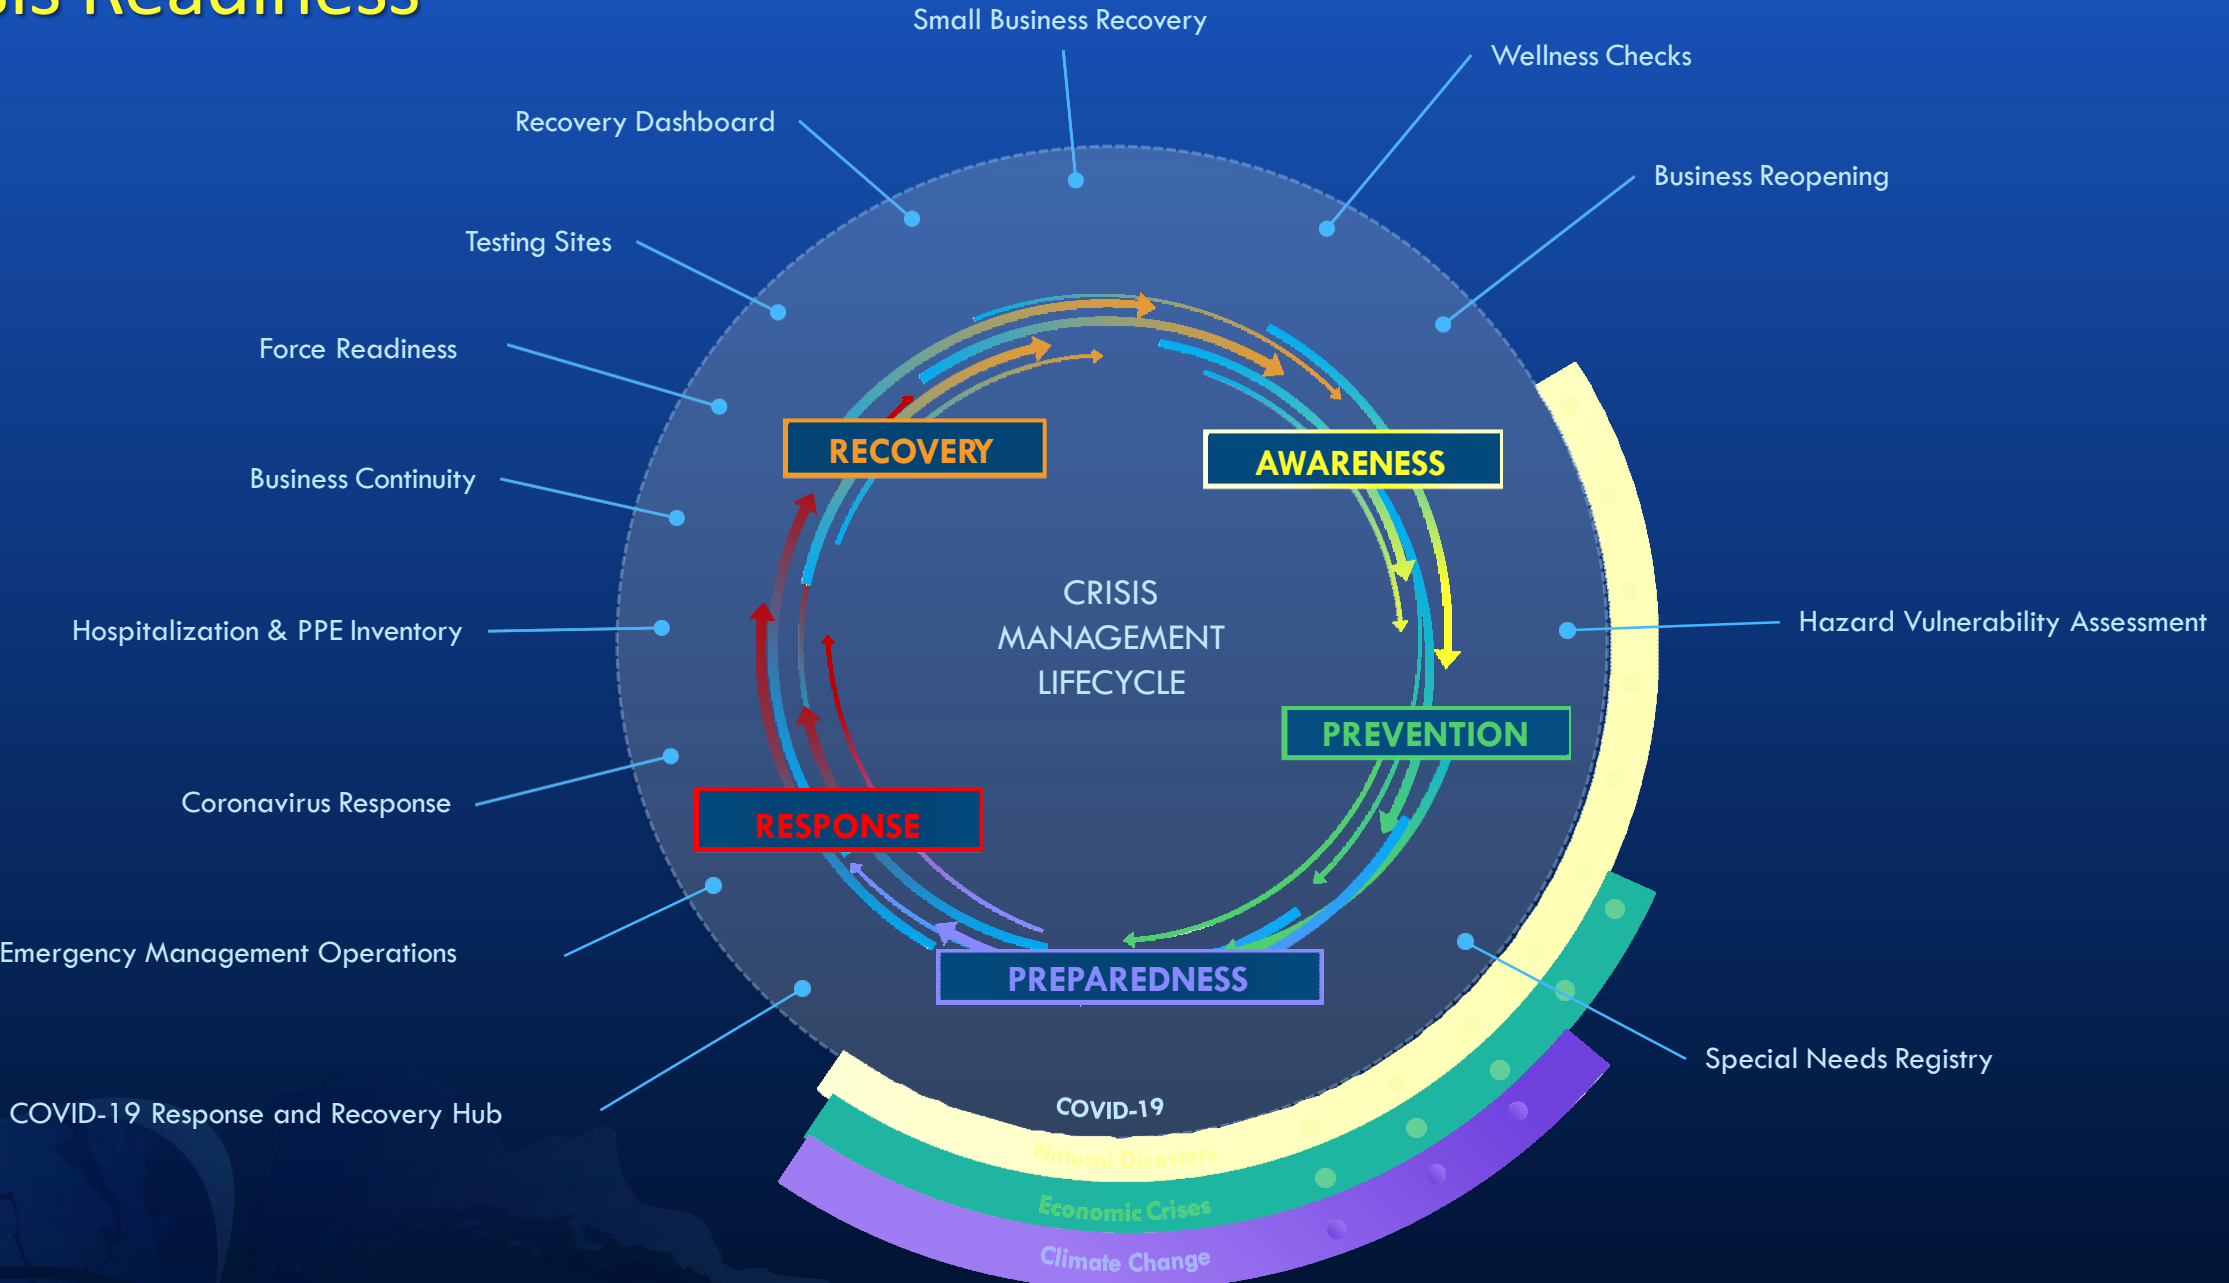 sis Readiness
Small Business Recovery
Wellness Checks
Recovery Dashboard
Business Reopening
Testing Sites
Force Readiness
RECOVERY
AWARENESS
Business Continuity
CRISIS
MANAGEMENT
LIFECYCLE
Hospitalization & PPE Inventory
Hazard Vulnerability Assessment
PREVENTION
Coronavirus Response
RESPONSE
Emergency Management Operations
PREPAREDNESS
Special Needs Registry
COVID-19 Response and Recovery Hub
COVID-19
Natural Disasters
Economic Crises
Climate Change